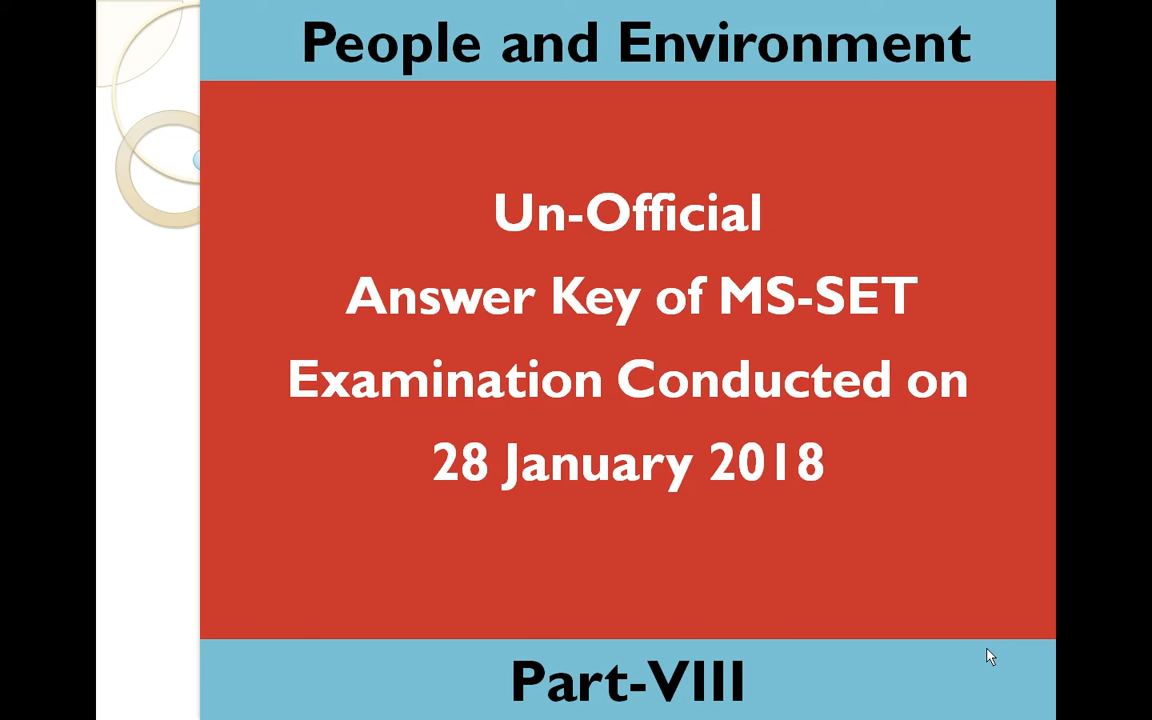 People and Environment
Un-Official
Answer Key of MS-SET
Examination Conducted on
28 January 2018
Part-VIII